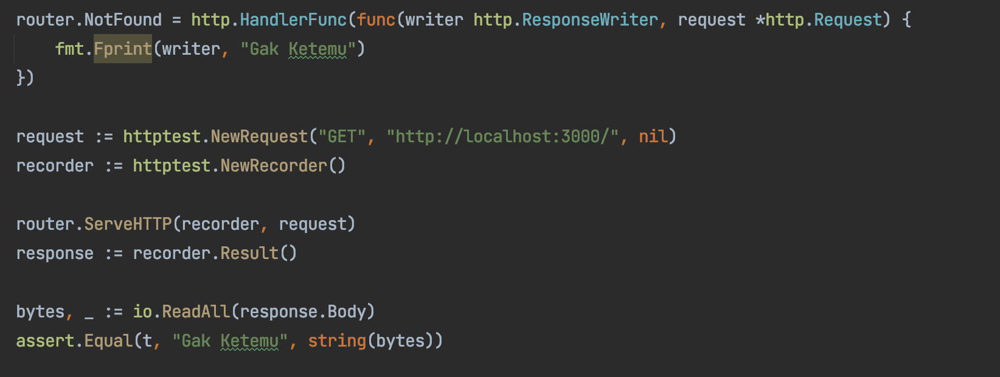 router.NotFound = http.HandlerFunc(func(writer http.ResponseWriter, request *http.Request) {
    fmt.Fprint(writer, "Gak Ketemu")
})
request := httptest.NewRequest("GET", "http://localhost:3000/", nil)
recorder := httptest.NewRecorder()
router.ServeHTTP(recorder, request)
response := recorder.Result()
bytes, _ := io.ReadAll(response.Body)
assert.Equal(t, "Gak Ketemu", string(bytes))